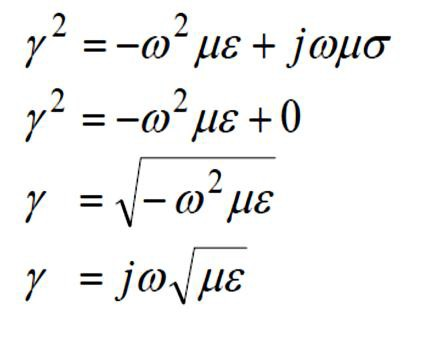 γ² = −ω²με + jωμσ
γ² = −ω²με + 0
γ = √(−ω²με)
γ = jω√(με)